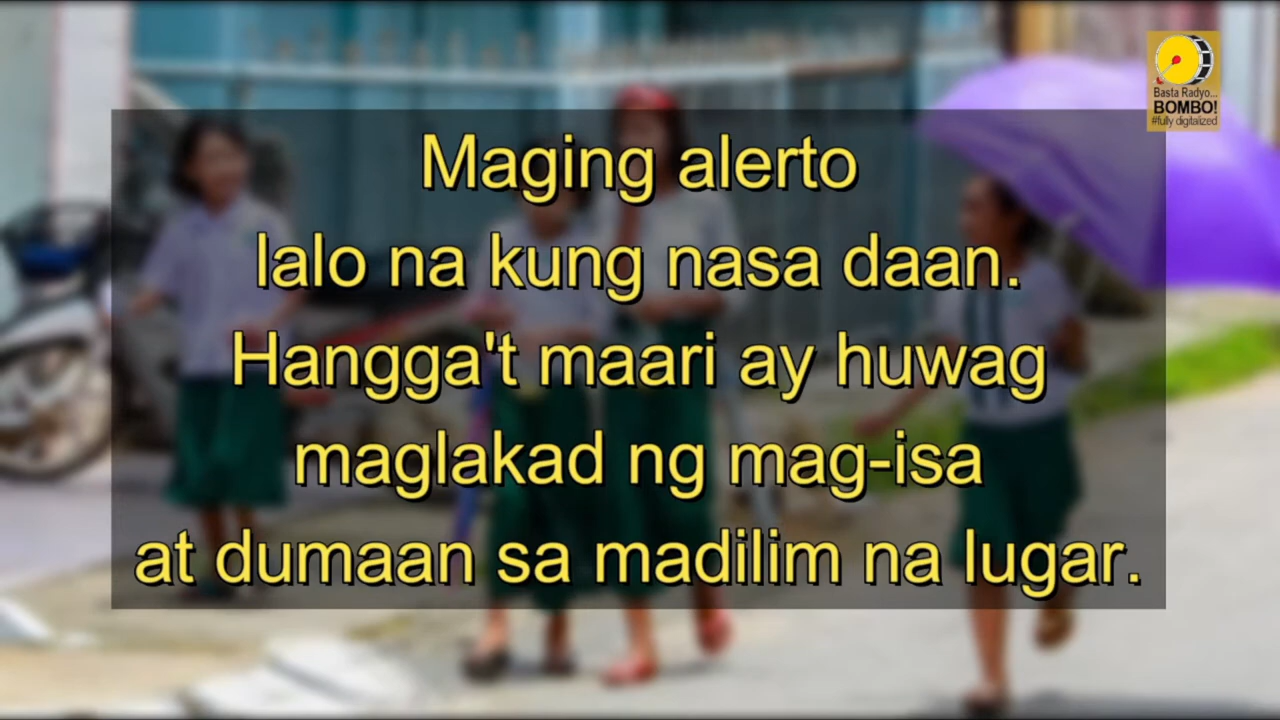 Basta Radyo...
BOMBO!
#fully digitalized
Maging alerto
lalo na kung nasa daan.
Hangga't maari ay huwag
maglakad ng mag-isa
at dumaan sa madilim na lugar.